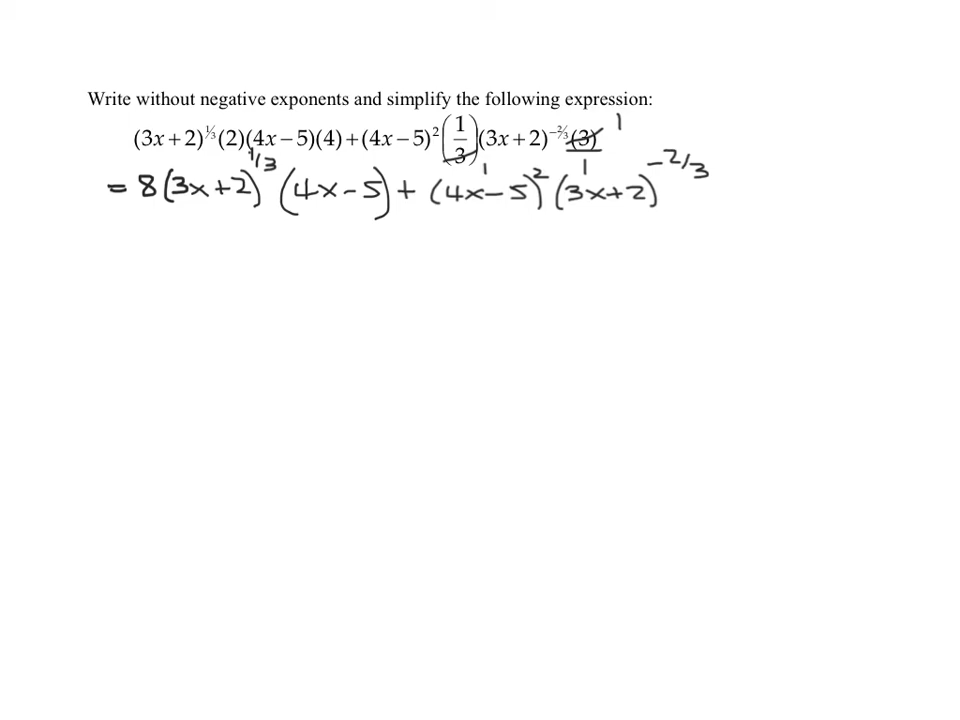 Write without negative exponents and simplify the following expression:
(3x+2)^⅓(2)(4x−5)(4)+(4x−5)²(1/3)(3x+2)^−⅔(3) 1
1 1
= 8(3x+2)^1/3 (4x−5) + (4x−5)² (3x+2)^−2/3